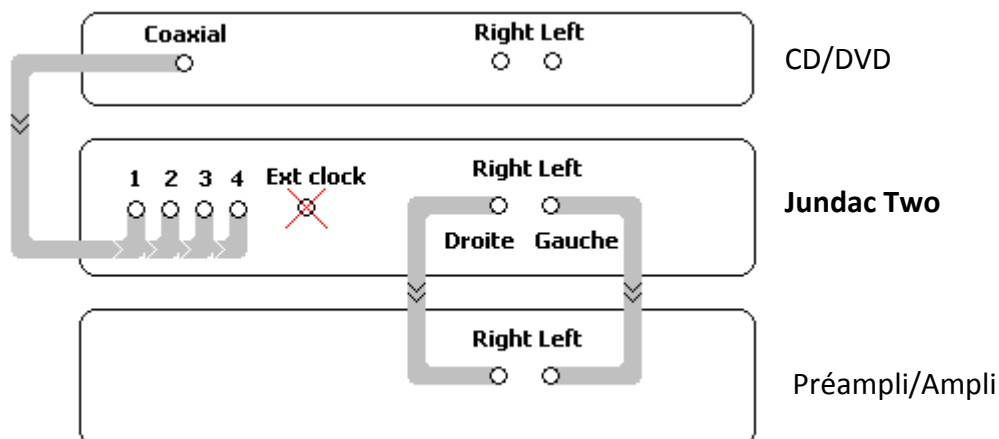 Coaxial
Right Left
CD/DVD
1 2 3 4 Ext clock
Right Left
Jundac Two
Droite Gauche
Right Left
Préampli/Ampli